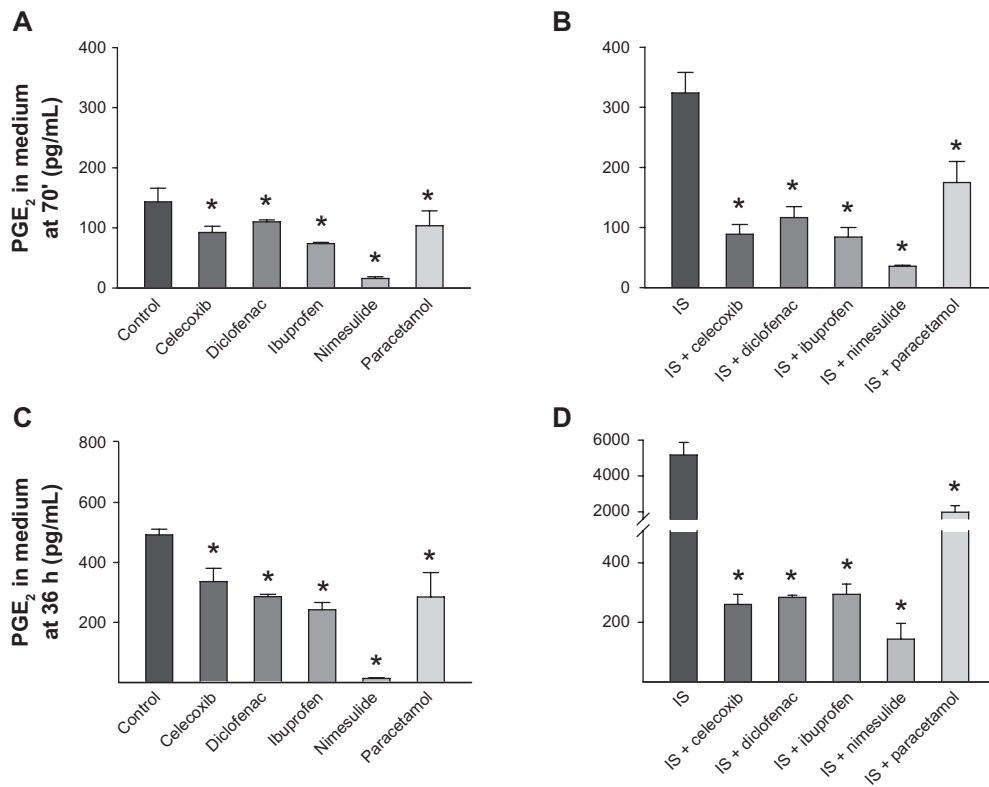 A
PGE2 in medium
at 70' (pg/mL)
400
300
200
100
0
*
*
*
*
*
Control
Celecoxib
Diclofenac
Ibuprofen
Nimesulide
Paracetamol
B
400
300
200
100
0
*
*
*
*
*
IS
IS + celecoxib
IS + diclofenac
IS + ibuprofen
IS + nimesulide
IS + paracetamol
C
PGE2 in medium
at 36 h (pg/mL)
800
600
400
200
*
*
*
*
*
Control
Celecoxib
Diclofenac
Ibuprofen
Nimesulide
Paracetamol
D
6000
4000
2000
400
200
*
*
*
*
*
IS
IS + celecoxib
IS + diclofenac
IS + ibuprofen
IS + nimesulide
IS + paracetamol